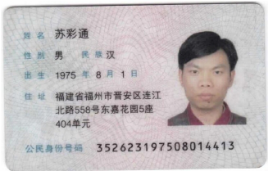 姓名 苏彩通
性别 男 民族 汉
出生 1975 年 8 月 1 日
住址 福建省福州市晋安区连江
北路558号东嘉花园5座
404单元
公民身份号码 352623197508014413